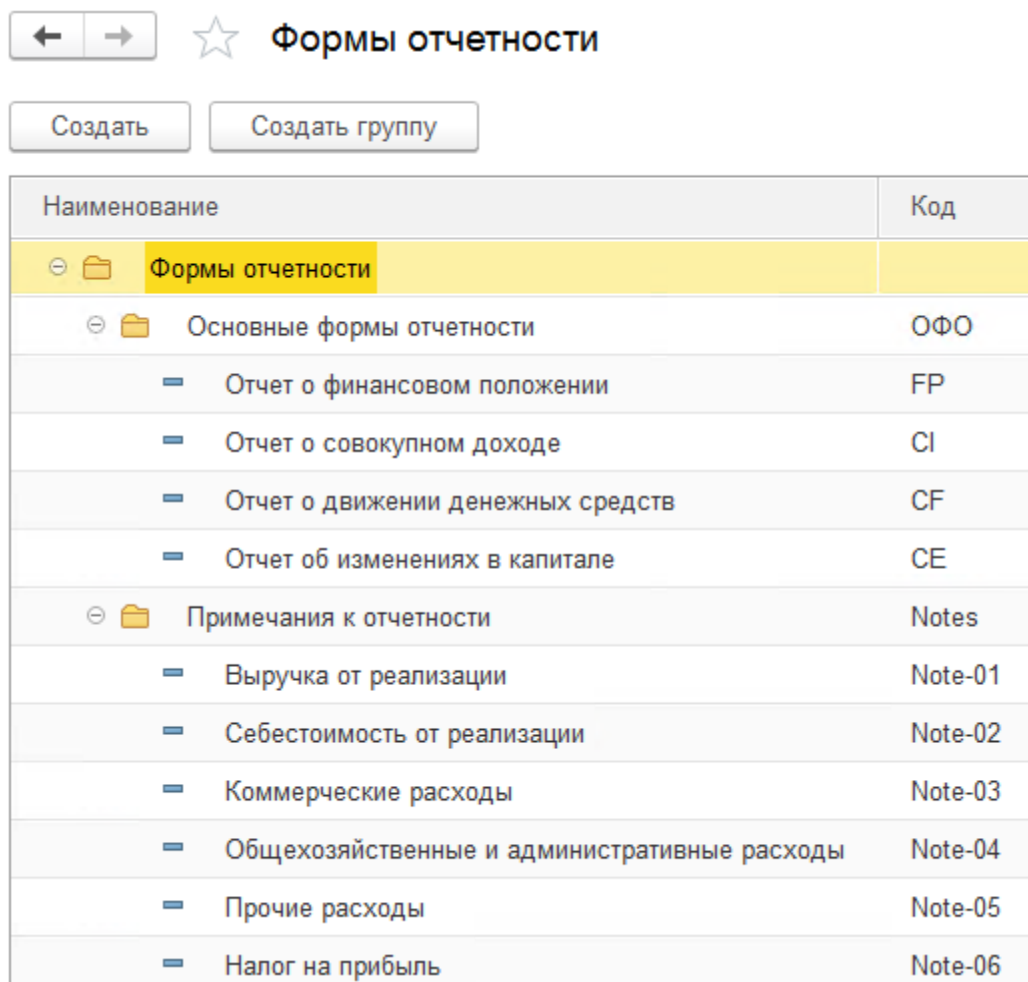 Формы отчетности
Создать Создать группу
Наименование Код
Формы отчетности
Основные формы отчетности ОФО
Отчет о финансовом положении FP
Отчет о совокупном доходе CI
Отчет о движении денежных средств CF
Отчет об изменениях в капитале CE
Примечания к отчетности Notes
Выручка от реализации Note-01
Себестоимость от реализации Note-02
Коммерческие расходы Note-03
Общехозяйственные и административные расходы Note-04
Прочие расходы Note-05
Налог на прибыль Note-06